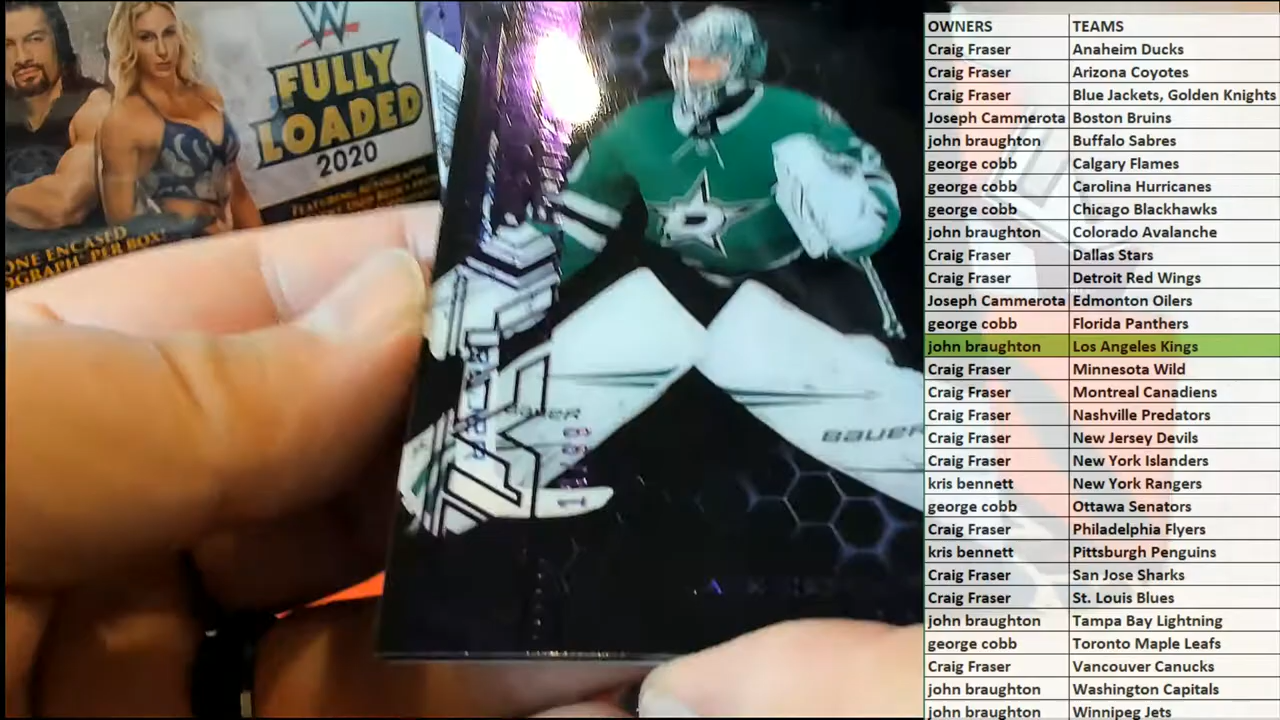 W
FULLY
LOADED
2020
ONE ENCASED
OGRAPH PER BOX!
D
BAUER
BAUER
OWNERS TEAMS
Craig Fraser Anaheim Ducks
Craig Fraser Arizona Coyotes
Craig Fraser Blue Jackets, Golden Knights
Joseph Cammerota Boston Bruins
john braughton Buffalo Sabres
george cobb Calgary Flames
george cobb Carolina Hurricanes
george cobb Chicago Blackhawks
john braughton Colorado Avalanche
Craig Fraser Dallas Stars
Craig Fraser Detroit Red Wings
Joseph Cammerota Edmonton Oilers
george cobb Florida Panthers
john braughton Los Angeles Kings
Craig Fraser Minnesota Wild
Craig Fraser Montreal Canadiens
Craig Fraser Nashville Predators
Craig Fraser New Jersey Devils
Craig Fraser New York Islanders
kris bennett New York Rangers
george cobb Ottawa Senators
Craig Fraser Philadelphia Flyers
kris bennett Pittsburgh Penguins
Craig Fraser San Jose Sharks
Craig Fraser St. Louis Blues
john braughton Tampa Bay Lightning
george cobb Toronto Maple Leafs
Craig Fraser Vancouver Canucks
john braughton Washington Capitals
john braughton Winnipeg Jets